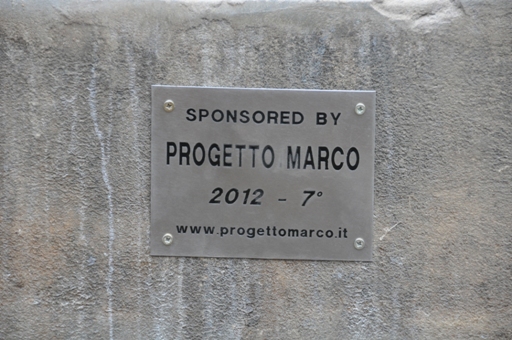 SPONSORED BY
PROGETTO MARCO
2012 - 7°
www.progettomarco.it